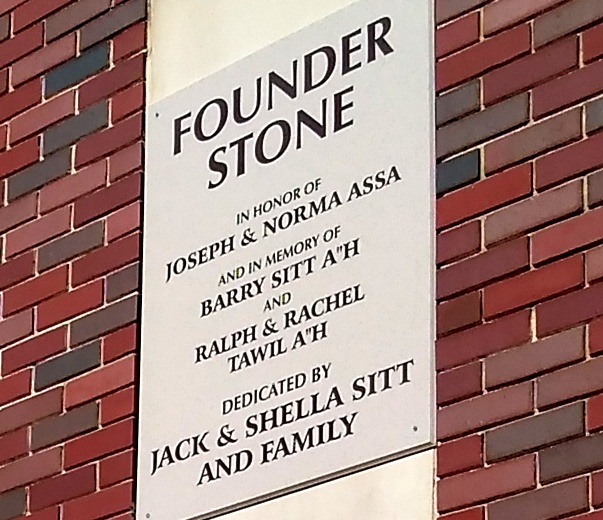 FOUNDER
STONE
IN HONOR OF
JOSEPH & NORMA ASSA
AND IN MEMORY OF
BARRY SITT A"H
AND
RALPH & RACHEL
TAWIL A"H
DEDICATED BY
JACK & SHELLA SITT
AND FAMILY